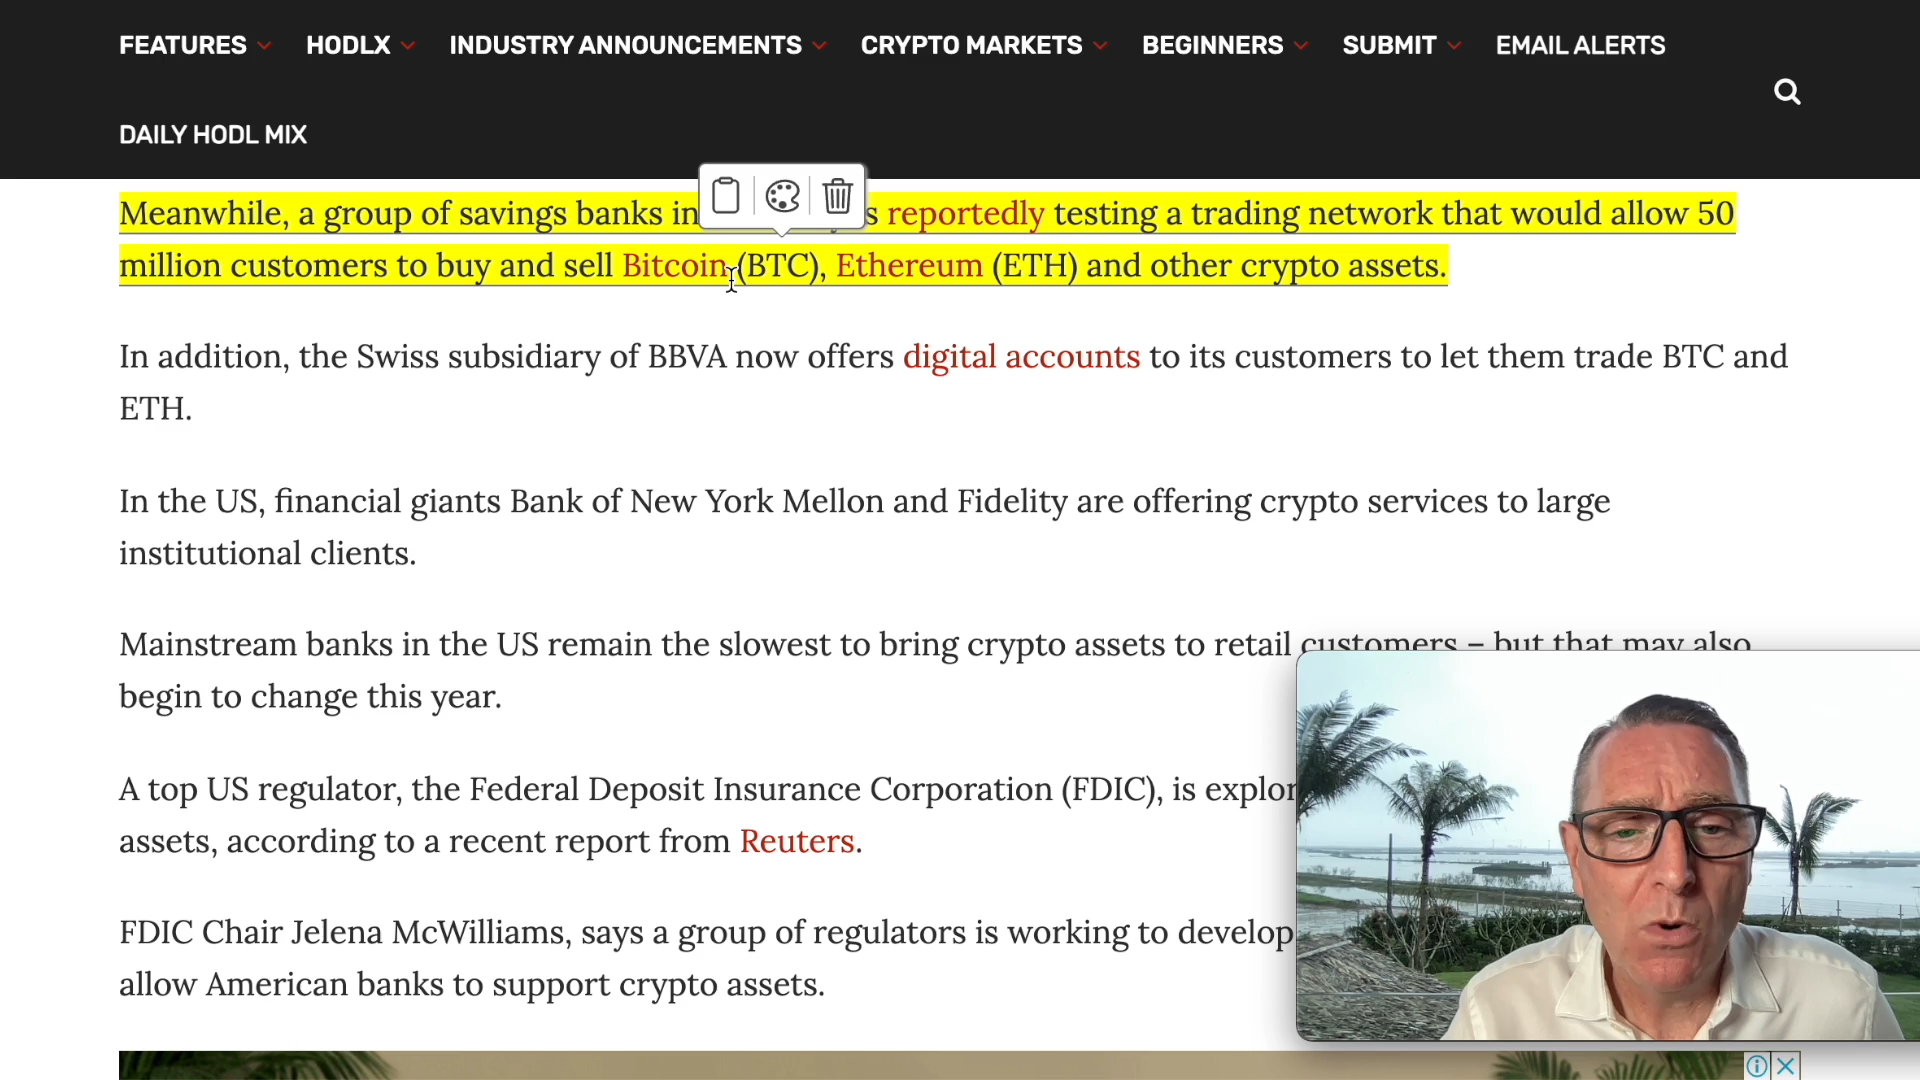 FEATURES HODLX INDUSTRY ANNOUNCEMENTS CRYPTO MARKETS BEGINNERS SUBMIT EMAIL ALERTS
DAILY HODL MIX
Meanwhile, a group of savings banks in s reportedly testing a trading network that would allow 50
million customers to buy and sell Bitcoin (BTC), Ethereum (ETH) and other crypto assets.
In addition, the Swiss subsidiary of BBVA now offers digital accounts to its customers to let them trade BTC and
ETH.
In the US, financial giants Bank of New York Mellon and Fidelity are offering crypto services to large
institutional clients.
Mainstream banks in the US remain the slowest to bring crypto assets to retail customers – but that may also
begin to change this year.
A top US regulator, the Federal Deposit Insurance Corporation (FDIC), is explor
assets, according to a recent report from Reuters.
FDIC Chair Jelena McWilliams, says a group of regulators is working to develop
allow American banks to support crypto assets.